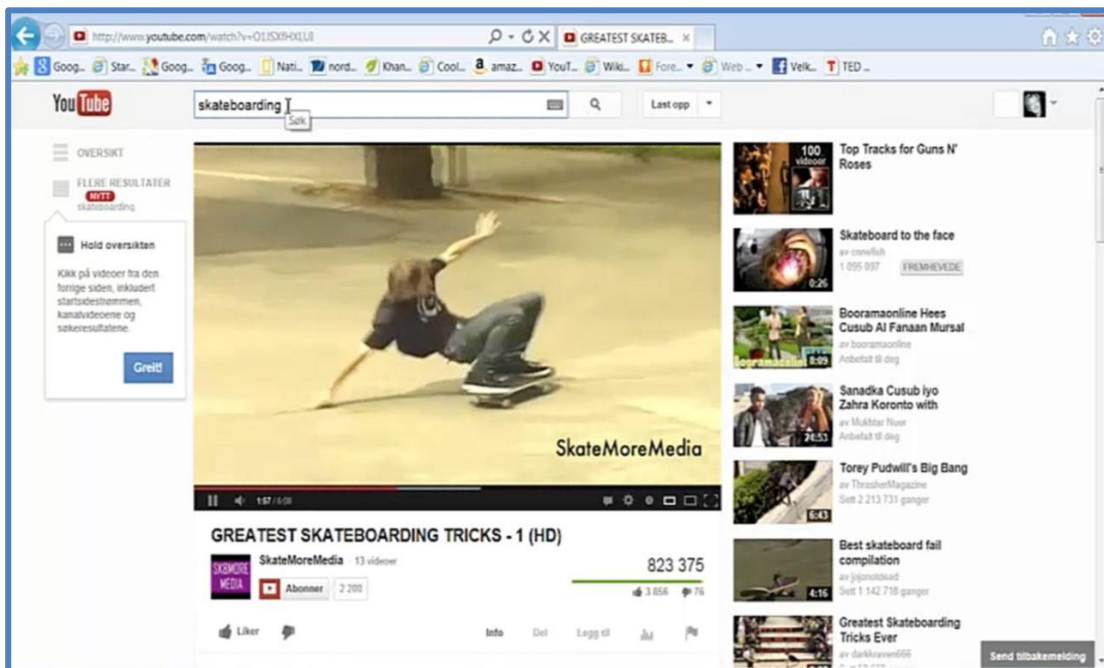 http://www.youtube.com/watch?v=O1JSXfHXLUI
GREATEST SKATEB...
Goog...
Star...
Goog...
Goog...
Nati...
nord...
Khan...
Cool...
amaz...
YouT...
Wiki...
Fore...
Web ...
Velk...
TED ...
YouTube
skateboarding
Last opp
Søk
OVERSIKT
FLERE RESULTATER
NYTT
skateboarding
Hold oversikten
Klikk på videoer fra den
forrige siden, inkludert
startsidestrømmen,
kanalvideoene og
søkeresultatene.
Greit!
SkateMoreMedia
1:57 / 6:08
GREATEST SKATEBOARDING TRICKS - 1 (HD)
SK8MORE
MEDIA
SkateMoreMedia · 13 videoer
Abonner 2 200
823 375
3 056 76
Liker
Info Del Legg til
100
videoer
Top Tracks for Guns N'
Roses
Skateboard to the face
av
1 095 097 FREMHEVEDE
0:26
Booramaonline Hees
Cusub Al Fanaan Mursal
av booramaonline
Anbefalt til deg
Booramaonline
8:09
Sanadka Cusub iyo
Zahra Koronto with
av Mukhtar Nuur
Anbefalt til deg
24:53
Torey Pudwill's Big Bang
av ThrasherMagazine
Sett 2 213 731 ganger
6:43
Best skateboard fail
compilation
av jojonotdead
Sett 1 142 718 ganger
4:16
Greatest Skateboarding
Tricks Ever
av darkkraven666
Send tilbakemelding